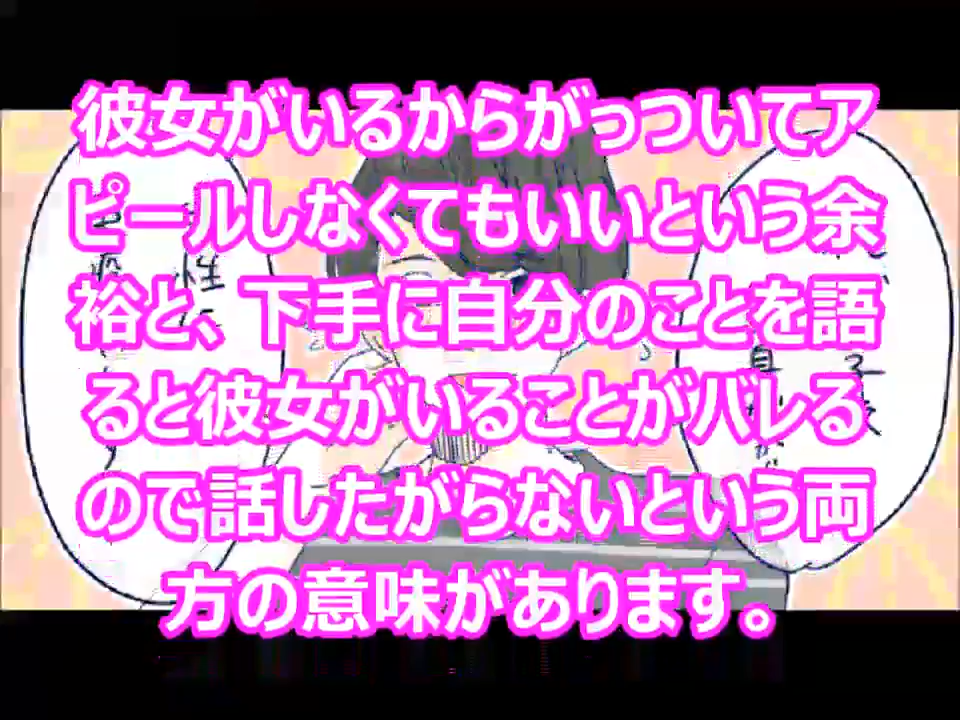 彼女がいるからがっついてア
ピールしなくてもいいという余
裕と、下手に自分のことを語
ると彼女がいることがバレる
ので話したがらないという両
方の意味があります。
性